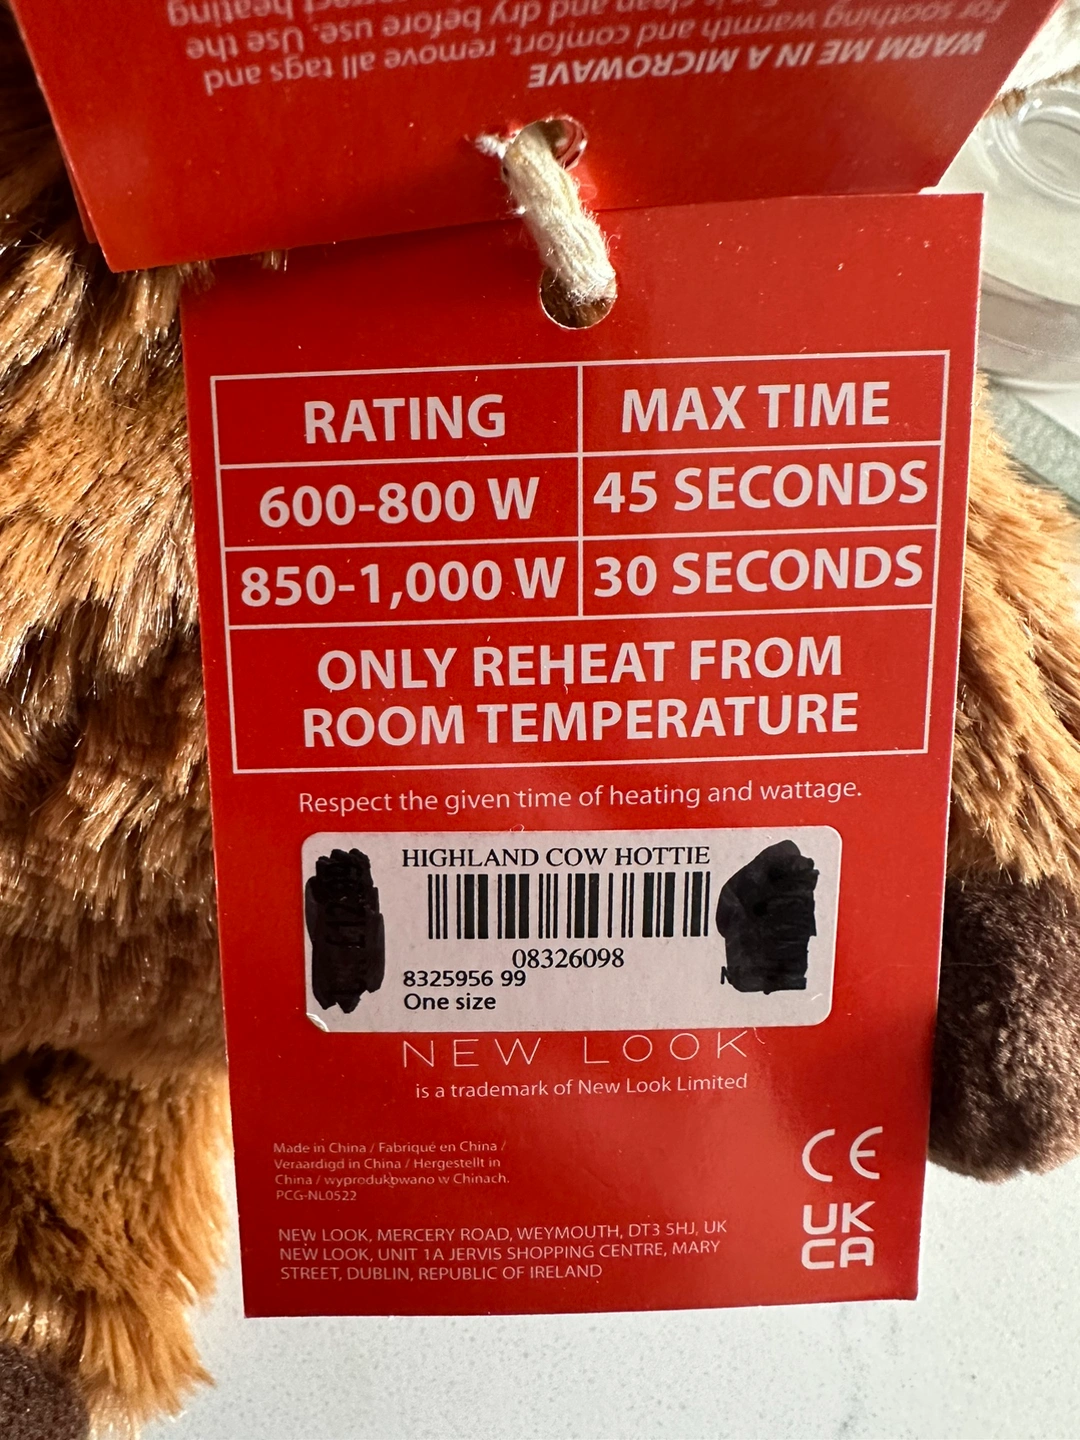 WARM ME IN A MICROWAVE
For soothing warmth and comfort, remove all tags and
is clean and dry before use. Use the
correct heating
RATING MAX TIME
600-800 W 45 SECONDS
850-1,000 W 30 SECONDS
ONLY REHEAT FROM
ROOM TEMPERATURE
Respect the given time of heating and wattage.
HIGHLAND COW HOTTIE
08326098
8325956 99
One size
NEW LOOK
is a trademark of New Look Limited
Made in China / Fabriqué en China /
Veraardigd in China / Hergestellt in
China / wyprodukowano w Chinach.
PCG-NL0522
NEW LOOK, MERCERY ROAD, WEYMOUTH, DT3 5HJ, UK
NEW LOOK, UNIT 1A JERVIS SHOPPING CENTRE, MARY
STREET, DUBLIN, REPUBLIC OF IRELAND
CE
UK
CA